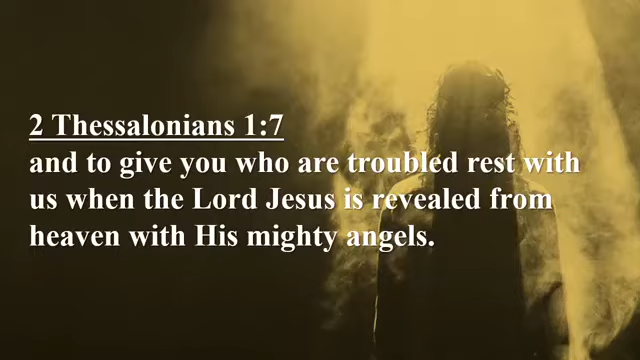 2 Thessalonians 1:7
and to give you who are troubled rest with
us when the Lord Jesus is revealed from
heaven with His mighty angels.